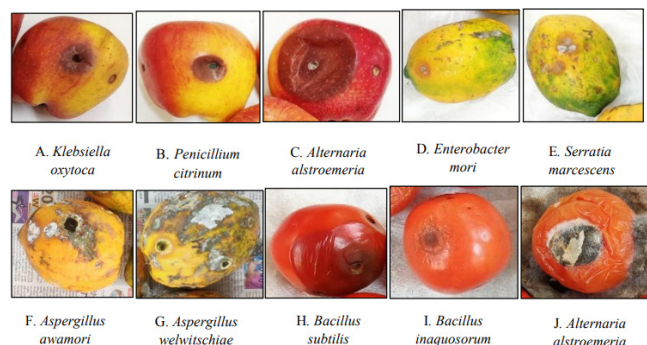 A. Klebsiella
oxytoca
B. Penicillium
citrinum
C. Alternaria
alstroemeria
D. Enterobacter
mori
E. Serratia
marcescens
F. Aspergillus
awamori
G. Aspergillus
welwitschiae
H. Bacillus
subtilis
I. Bacillus
inaquosorum
J. Alternaria
alstroemeria